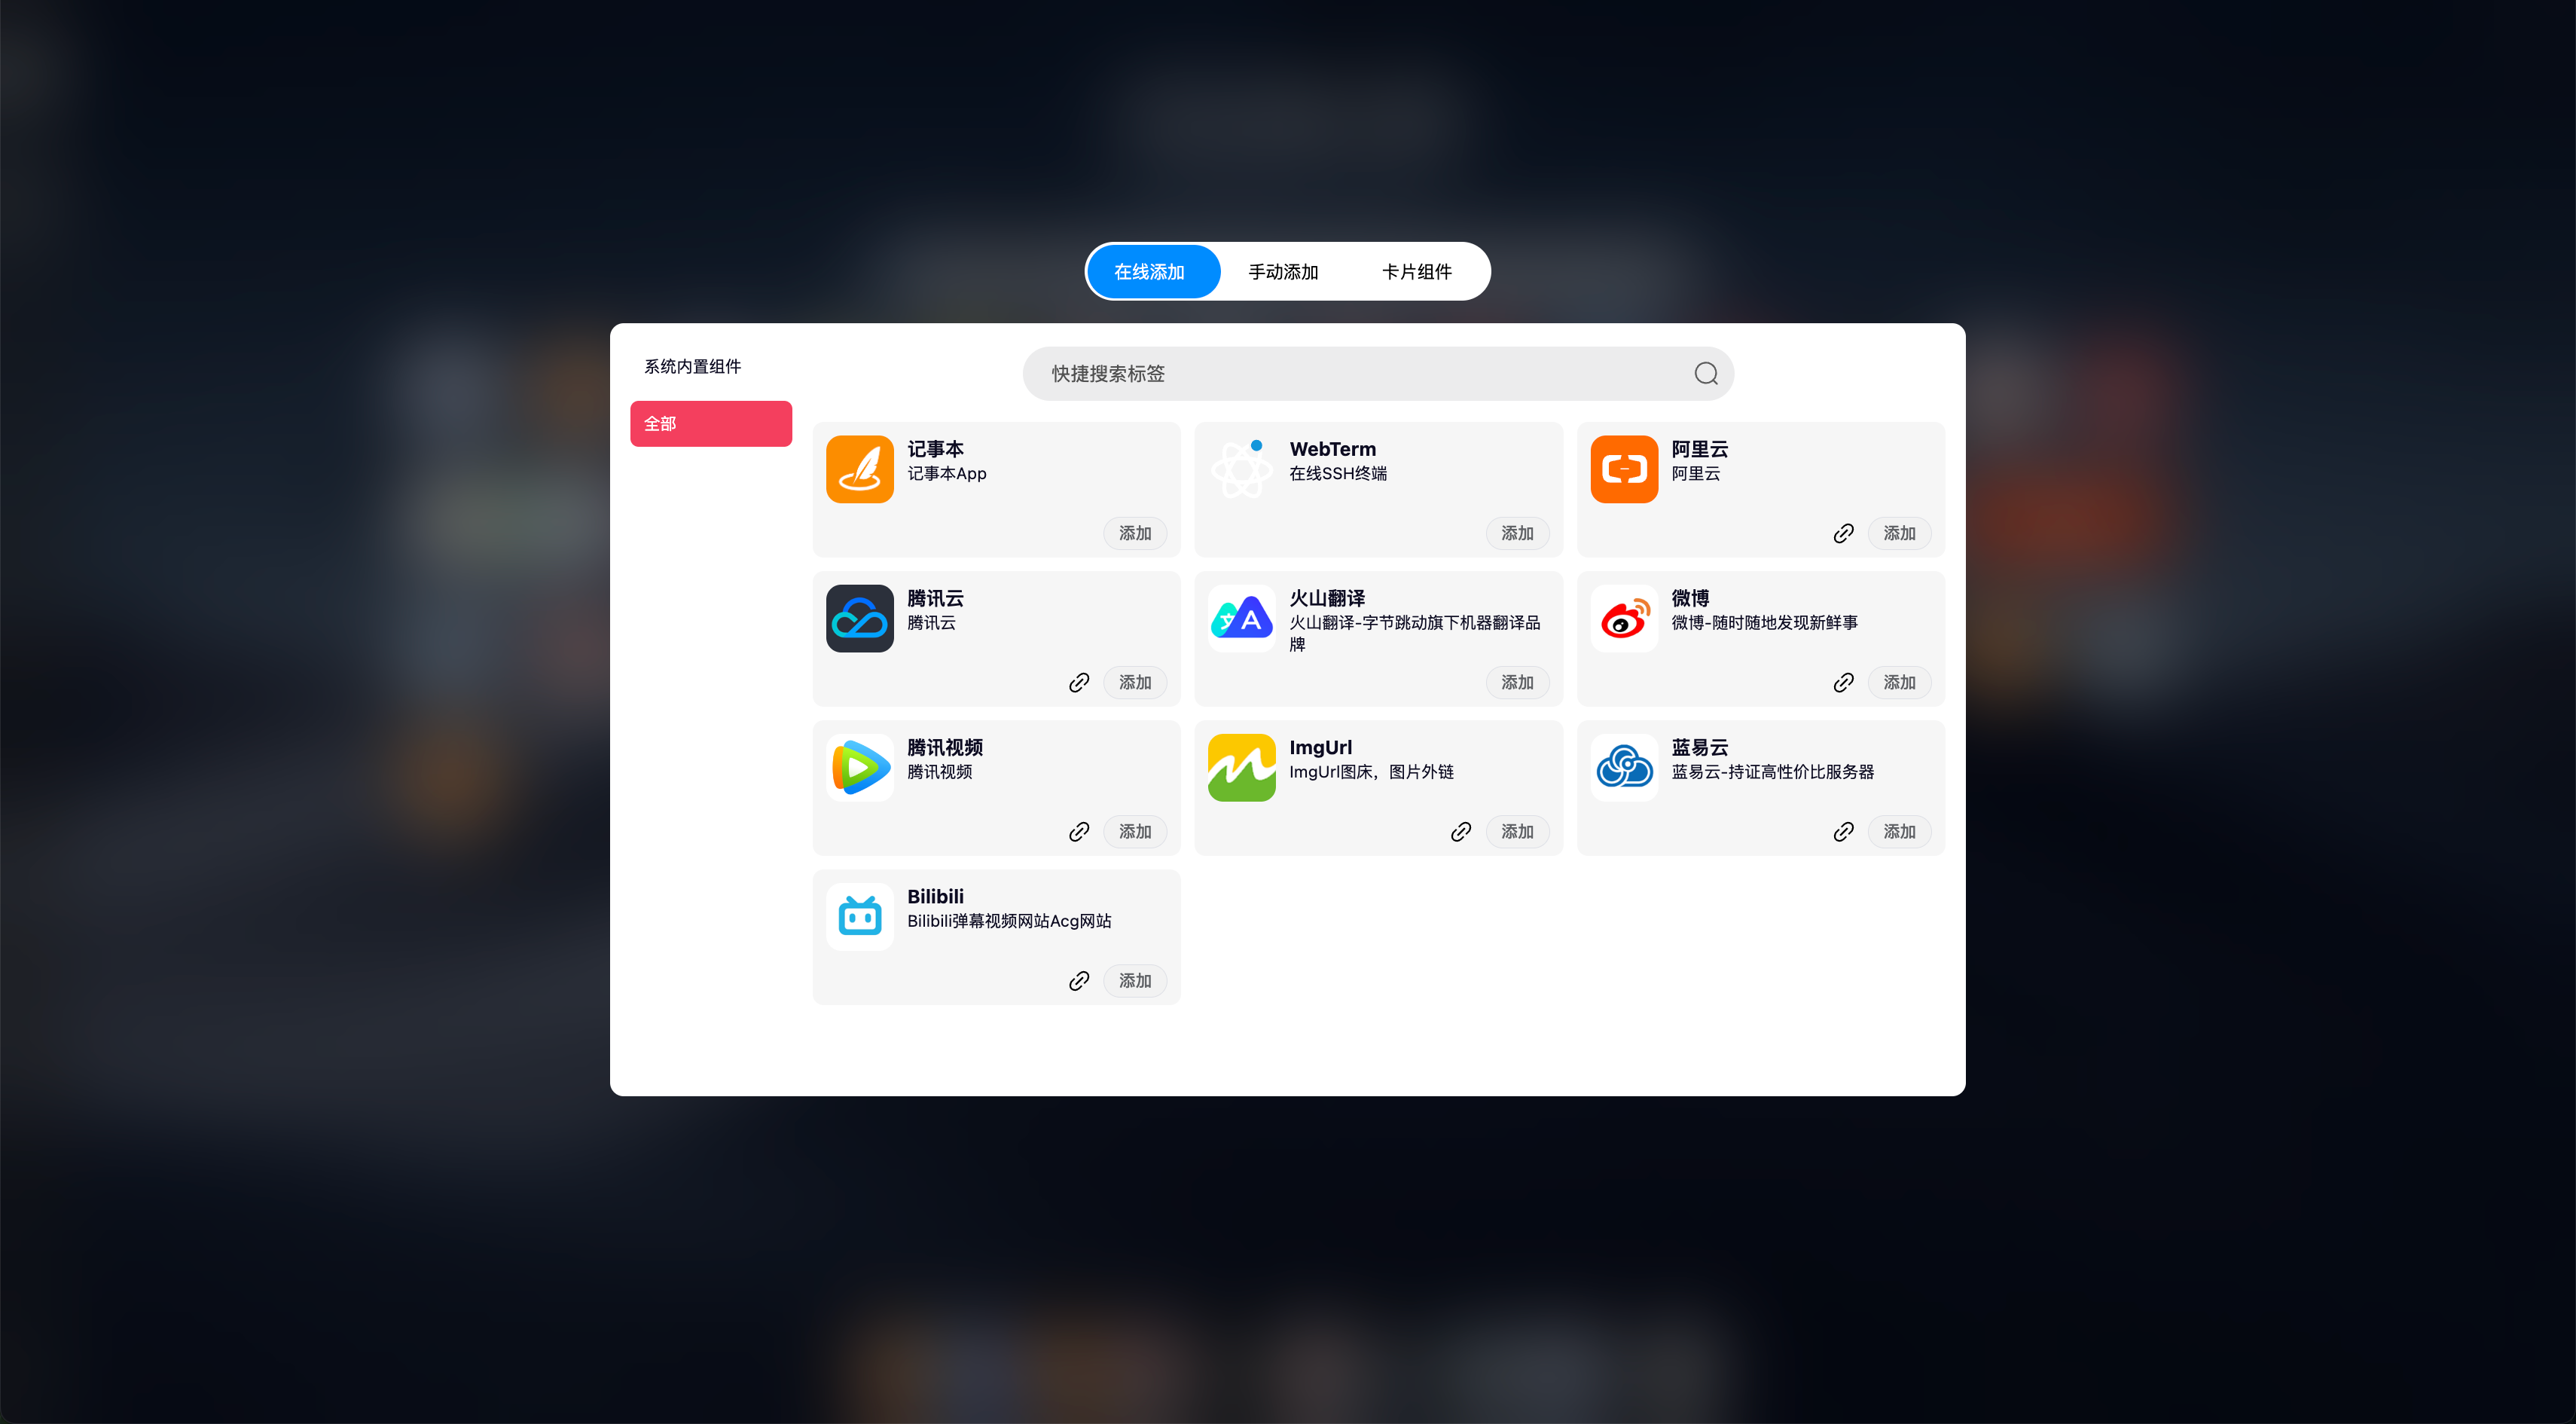 在线添加
手动添加
卡片组件
系统内置组件
全部
快捷搜索标签
记事本
记事本App
添加
WebTerm
在线SSH终端
添加
阿里云
阿里云
添加
腾讯云
腾讯云
添加
文 A
火山翻译
火山翻译-字节跳动旗下机器翻译品
牌
添加
微博
微博-随时随地发现新鲜事
添加
腾讯视频
腾讯视频
添加
ImgUrl
ImgUrl图床，图片外链
添加
蓝易云
蓝易云-持证高性价比服务器
添加
Bilibili
Bilibili弹幕视频网站Acg网站
添加